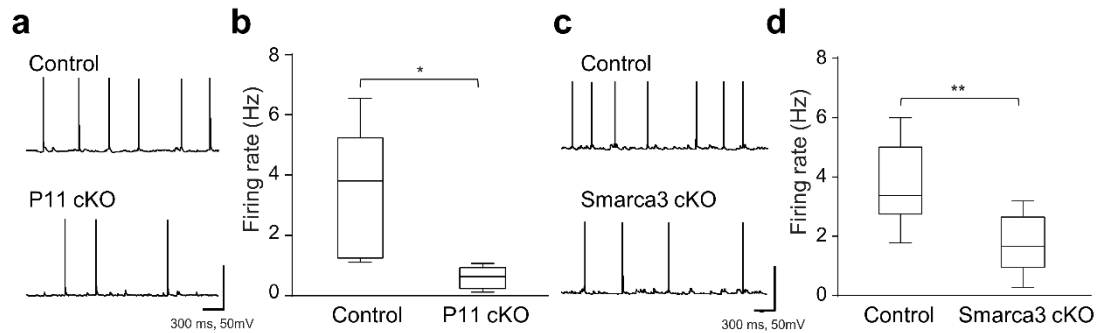 a
Control
P11 cKO
300 ms, 50mV
b
Firing rate (Hz)
8
6
4
2
0
*
Control
P11 cKO
c
Control
Smarca3 cKO
300 ms, 50mV
d
Firing rate (Hz)
8
6
4
2
0
**
Control
Smarca3 cKO